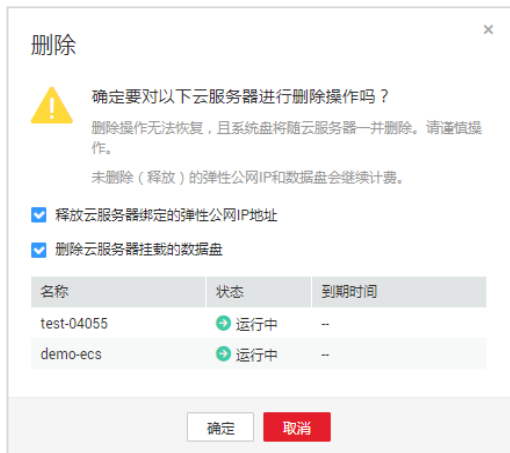 删除
×
确定要对以下云服务器进行删除操作吗？
删除操作无法恢复，且系统盘将随云服务器一并删除。请谨慎操
作。
未删除（释放）的弹性公网IP和数据盘会继续计费。
释放云服务器绑定的弹性公网IP地址
删除云服务器挂载的数据盘
名称 状态 到期时间
test-04055 运行中 --
demo-ecs 运行中 --
确定 取消